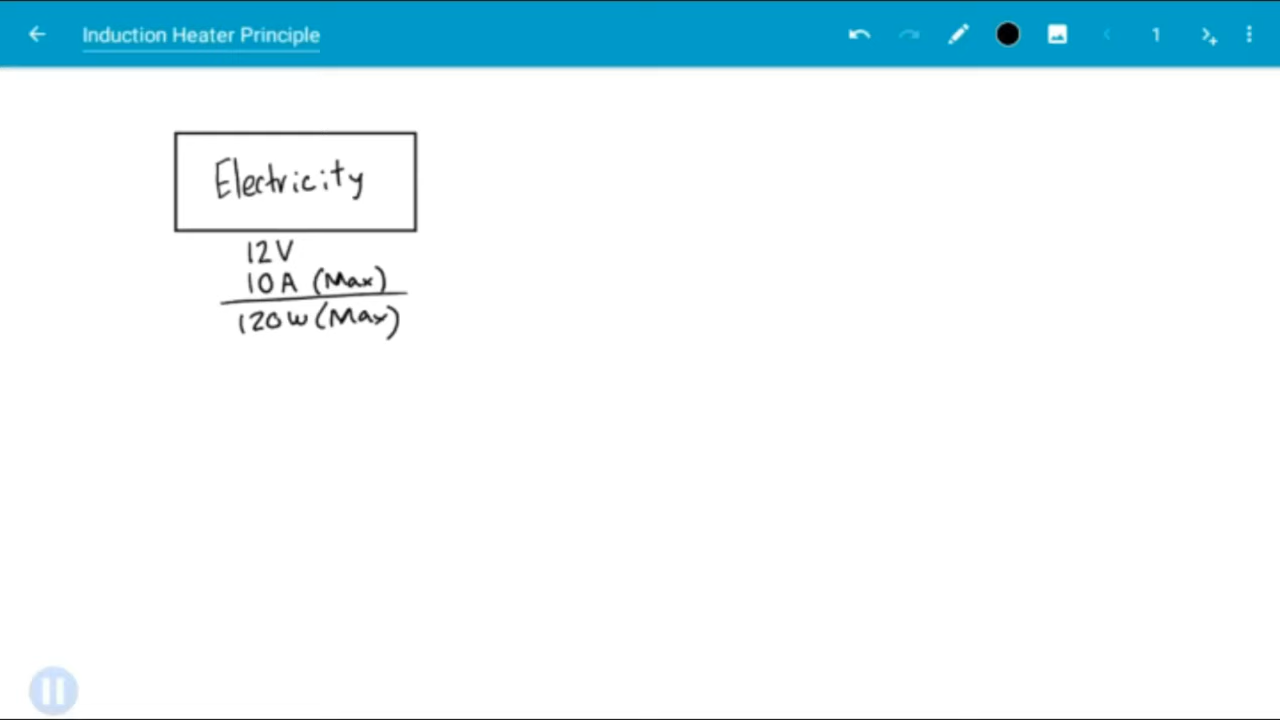 Induction Heater Principle
1
Electricity
12V
10A (Max)
120W (Max)